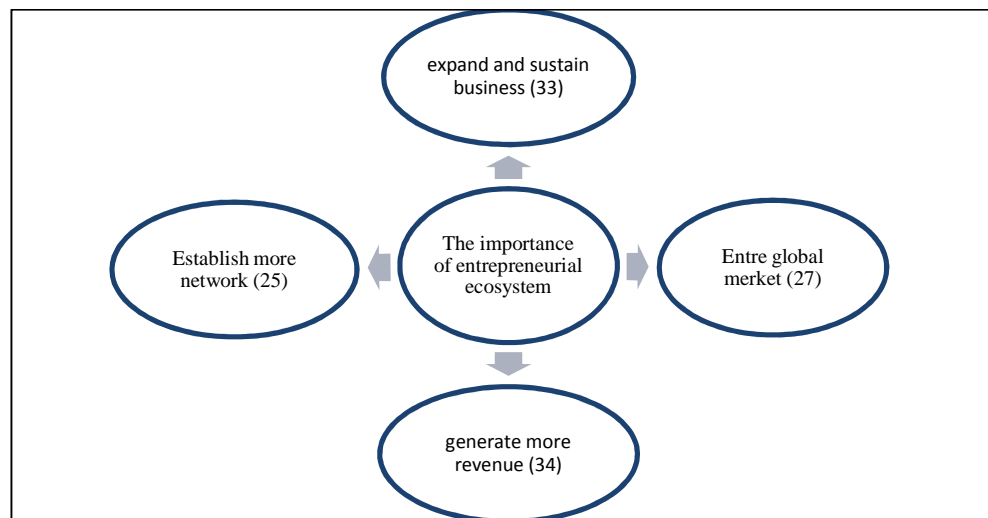 expand and sustain
business (33)
Establish more
network (25)
The importance
of entrepreneurial
ecosystem
Entre global
market (27)
generate more
revenue (34)